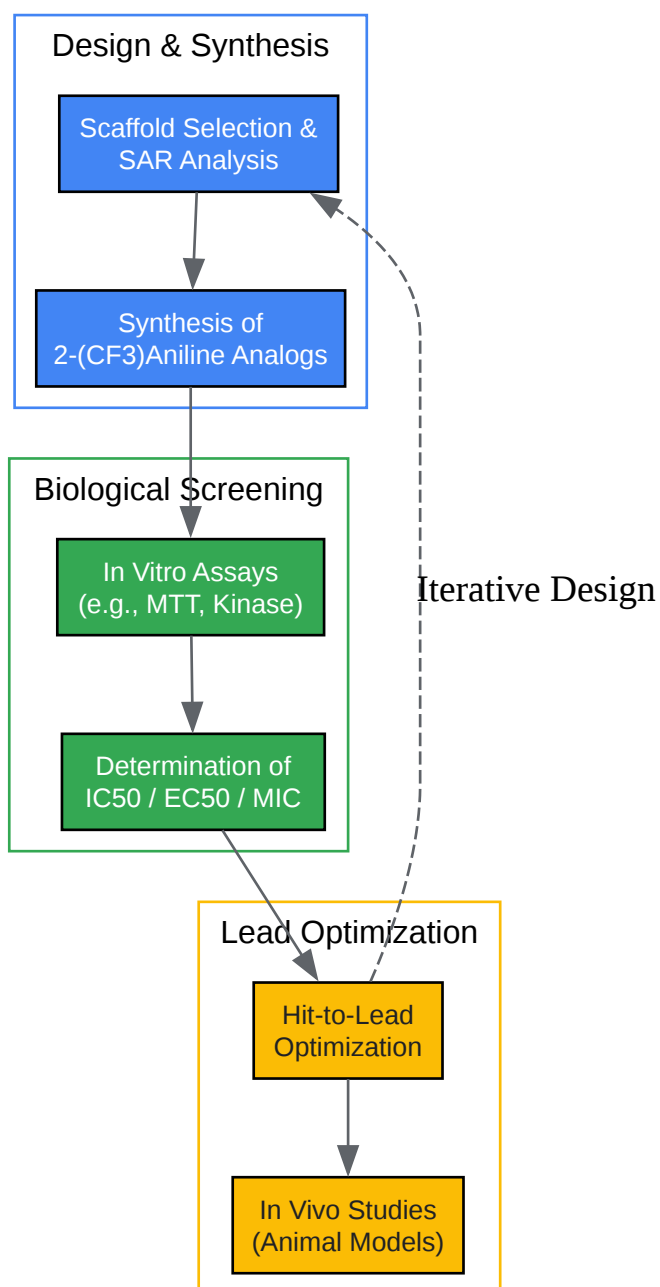 Design & Synthesis
Scaffold Selection &
SAR Analysis
Synthesis of
2-(CF3)Aniline Analogs
Biological Screening
In Vitro Assays
(e.g., MTT, Kinase)
Iterative Design
Determination of
IC50 / EC50 / MIC
Lead Optimization
Hit-to-Lead
Optimization
In Vivo Studies
(Animal Models)